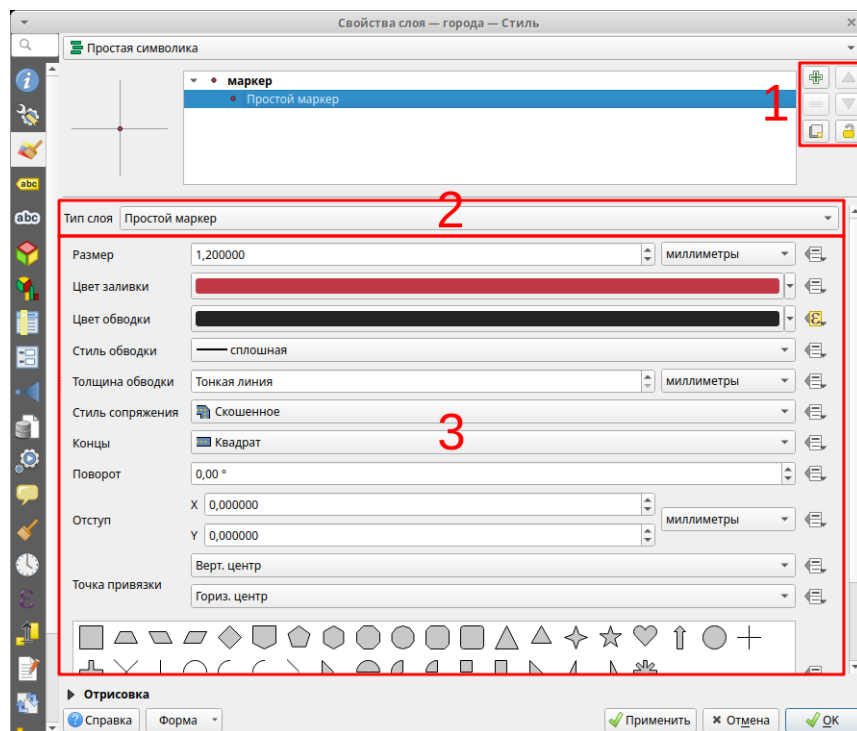 Свойства слоя — города — Стиль
Простая символика
маркер
Простой маркер
1
abc
abc
Тип слоя Простой маркер
2
Размер 1,200000 миллиметры
Цвет заливки
Цвет обводки
Стиль обводки сплошная
Толщина обводки Тонкая линия миллиметры
Стиль сопряжения Скошенное
3
Концы Квадрат
Поворот 0,00 °
Отступ
X 0,000000
миллиметры
Y 0,000000
Точка привязки
Верт. центр
Гориз. центр
Отрисовка
Справка Форма Применить Отмена OK